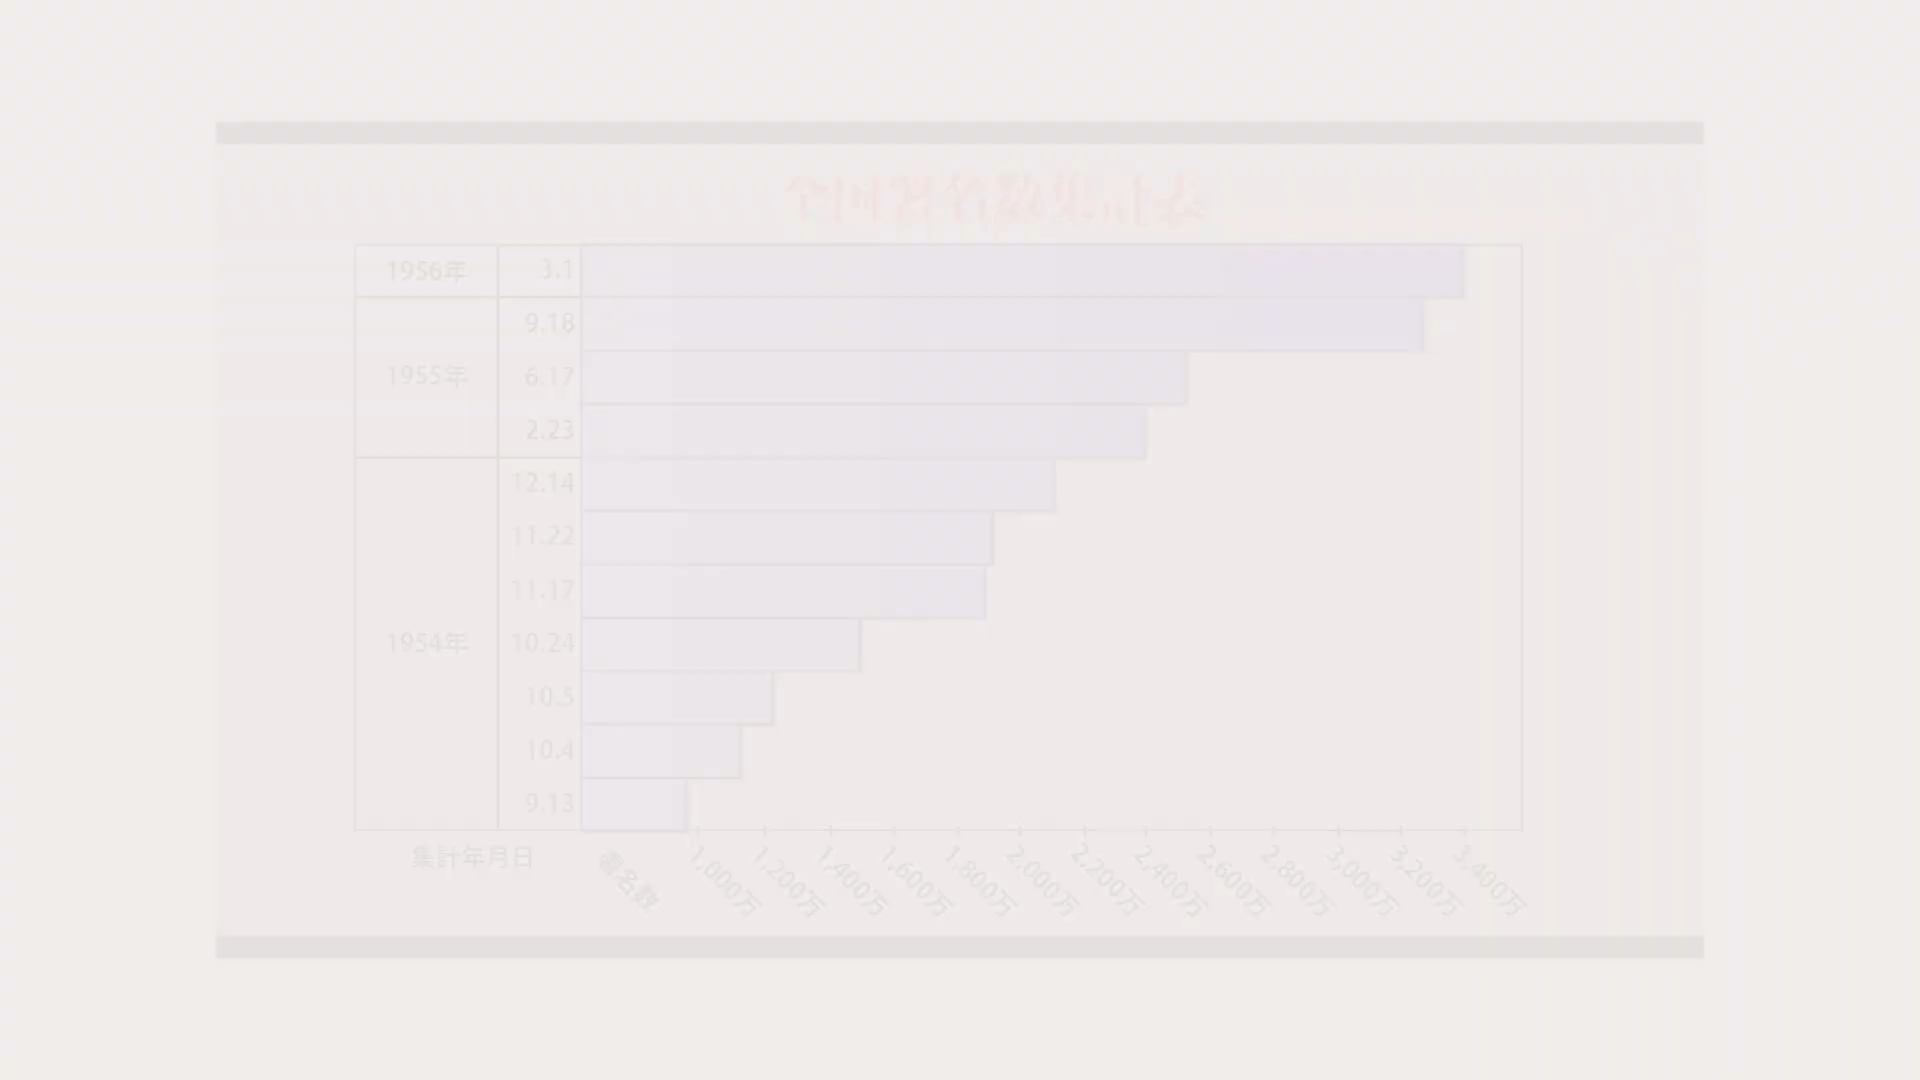 全国署名数集計表
1956年 3.1
9.18
1955年 6.17
2.23
12.14
11.22
11.17
1954年 10.24
10.5
10.4
9.13
集計年月日 署名数 1,000万 1,200万 1,400万 1,600万 1,800万 2,000万 2,200万 2,400万 2,600万 2,800万 3,000万 3,200万 3,400万